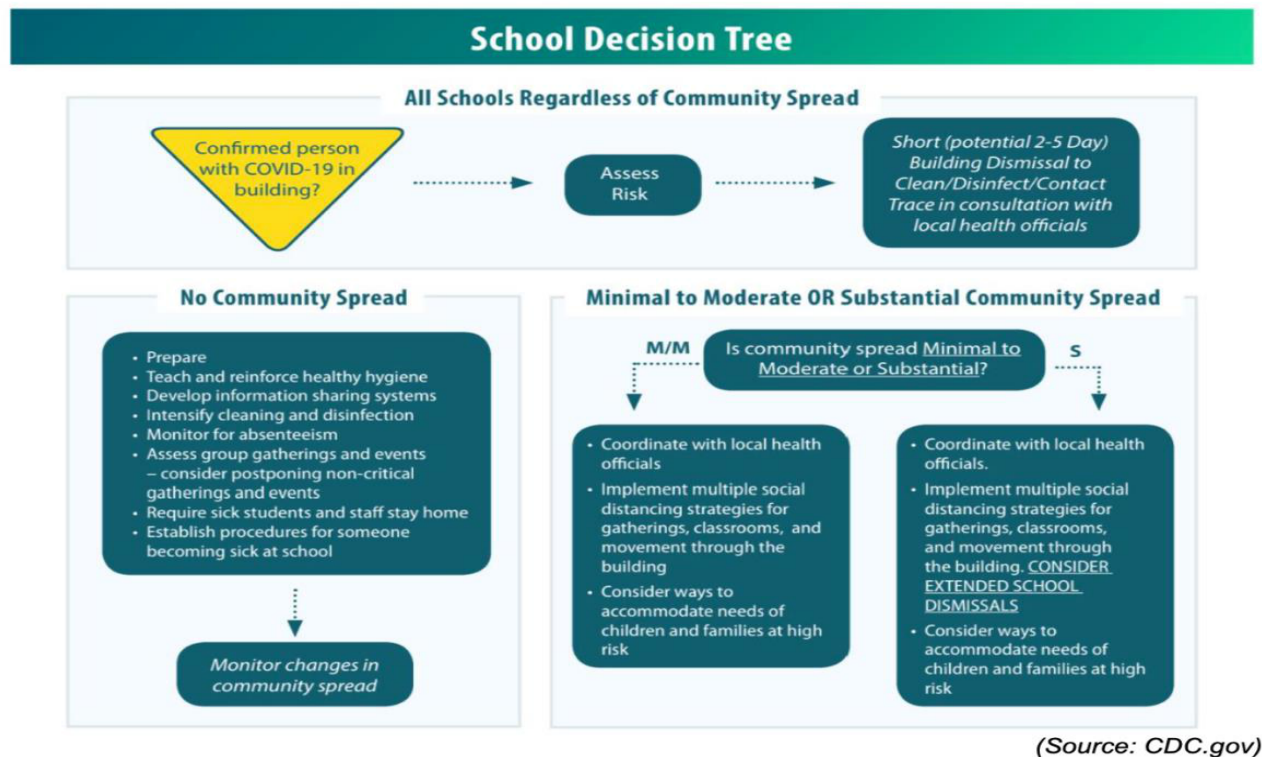 School Decision Tree
All Schools Regardless of Community Spread
Confirmed person
with COVID-19 in
building?
Assess
Risk
Short (potential 2-5 Day)
Building Dismissal to
Clean/Disinfect/Contact
Trace in consultation with
local health officials
No Community Spread
• Prepare
• Teach and reinforce healthy hygiene
• Develop information sharing systems
• Intensify cleaning and disinfection
• Monitor for absenteeism
• Assess group gatherings and events
– consider postponing non-critical
gatherings and events
• Require sick students and staff stay home
• Establish procedures for someone
becoming sick at school
Monitor changes in
community spread
Minimal to Moderate OR Substantial Community Spread
M/M
Is community spread Minimal to
Moderate or Substantial?
S
• Coordinate with local health
officials
• Implement multiple social
distancing strategies for
gatherings, classrooms, and
movement through the
building
• Consider ways to
accommodate needs of
children and families at high
risk
• Coordinate with local health
officials.
• Implement multiple social
distancing strategies for
gatherings, classrooms,
and movement through
the building. CONSIDER
EXTENDED SCHOOL
DISMISSALS
• Consider ways to
accommodate needs of
children and families at high
risk
(Source: CDC.gov)